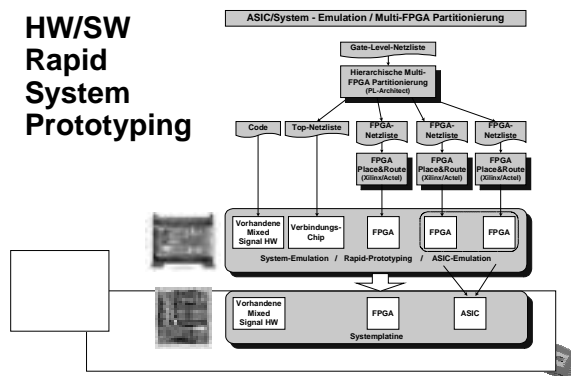 HW/SW
Rapid
System
Prototyping
ASIC/System - Emulation / Multi-FPGA Partitionierung
Gate-Level-Netzliste
Hierarchische Multi-
FPGA Partitionierung
(PL-Architect)
Code
Top-Netzliste
FPGA-
Netzliste
FPGA-
Netzliste
FPGA-
Netzliste
FPGA
Place&Route
(Xilinx/Actel)
FPGA
Place&Route
(Xilinx/Actel)
FPGA
Place&Route
(Xilinx/Actel)
Vorhandene
Mixed
Signal HW
Verbindungs-
Chip
FPGA
FPGA
FPGA
System-Emulation / Rapid-Prototyping / ASIC-Emulation
Vorhandene
Mixed
Signal HW
FPGA
ASIC
Systemplatine